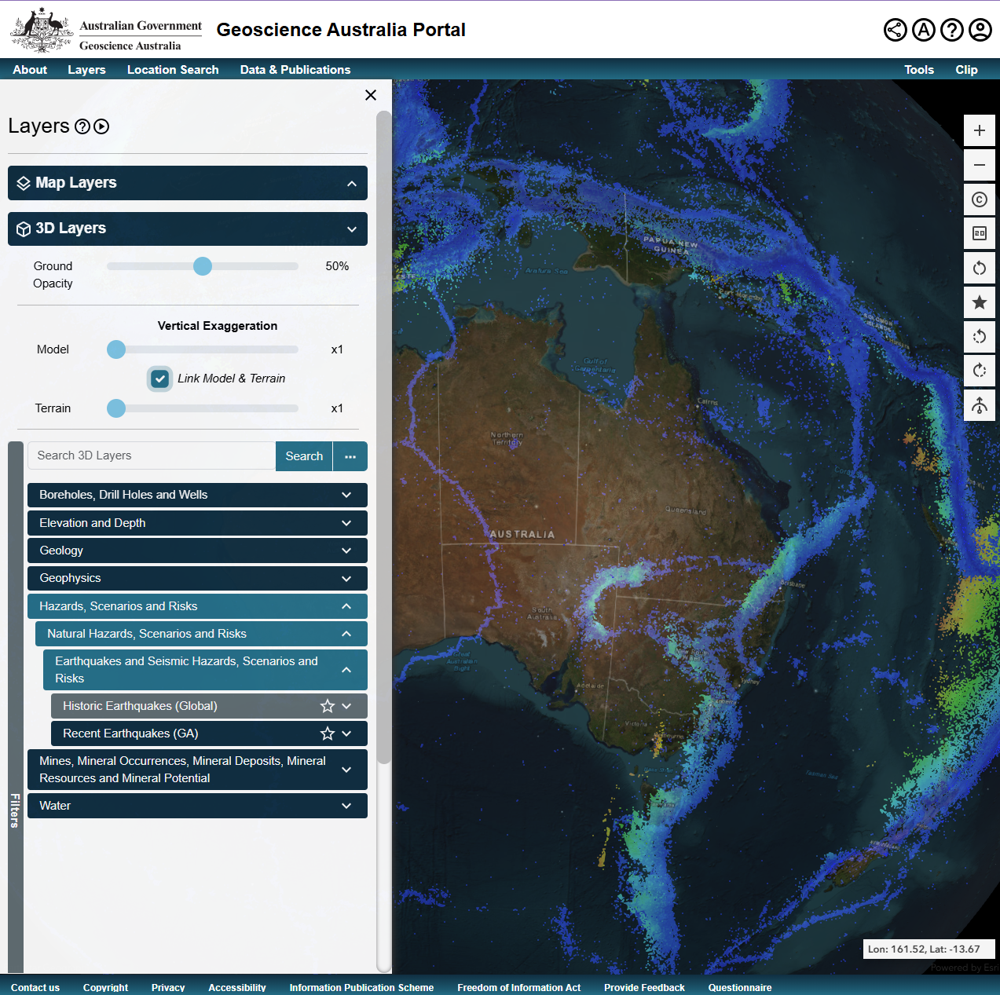 Australian Government
Geoscience Australia
Geoscience Australia Portal
About
Layers
Location Search
Data & Publications
Tools
Clip
Layers
Map Layers
3D Layers
Ground
Opacity
50%
Vertical Exaggeration
Model
x1
Link Model & Terrain
Terrain
x1
Filters
Search 3D Layers
Search
Boreholes, Drill Holes and Wells
Elevation and Depth
Geology
Geophysics
Hazards, Scenarios and Risks
Natural Hazards, Scenarios and Risks
Earthquakes and Seismic Hazards, Scenarios and
Risks
Historic Earthquakes (Global)
Recent Earthquakes (GA)
Mines, Mineral Occurrences, Mineral Deposits, Mineral
Resources and Mineral Potential
Water
PAPUA NEW
GUINEA
Arafura Sea
Port Moresby
SOLOMON
ISLANDS
Gulf of
Carpentaria
Cairns
Northern
Territory
Queensland
AUSTRALIA
Brisbane
South
Australia
Great
Australian
Bight
Adelaide
Sydney
Victoria
Tasman Sea
2D
Lon: 161.52, Lat: -13.67
Powered by Esri
Contact us
Copyright
Privacy
Accessibility
Information Publication Scheme
Freedom of Information Act
Provide Feedback
Questionnaire